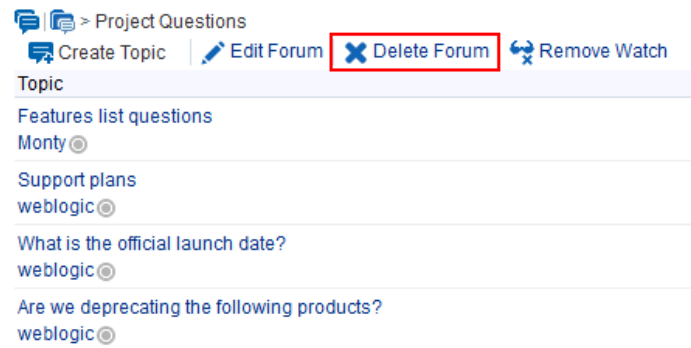 > Project Questions
Create Topic Edit Forum Delete Forum Remove Watch
Topic
Features list questions
Monty
Support plans
weblogic
What is the official launch date?
weblogic
Are we deprecating the following products?
weblogic